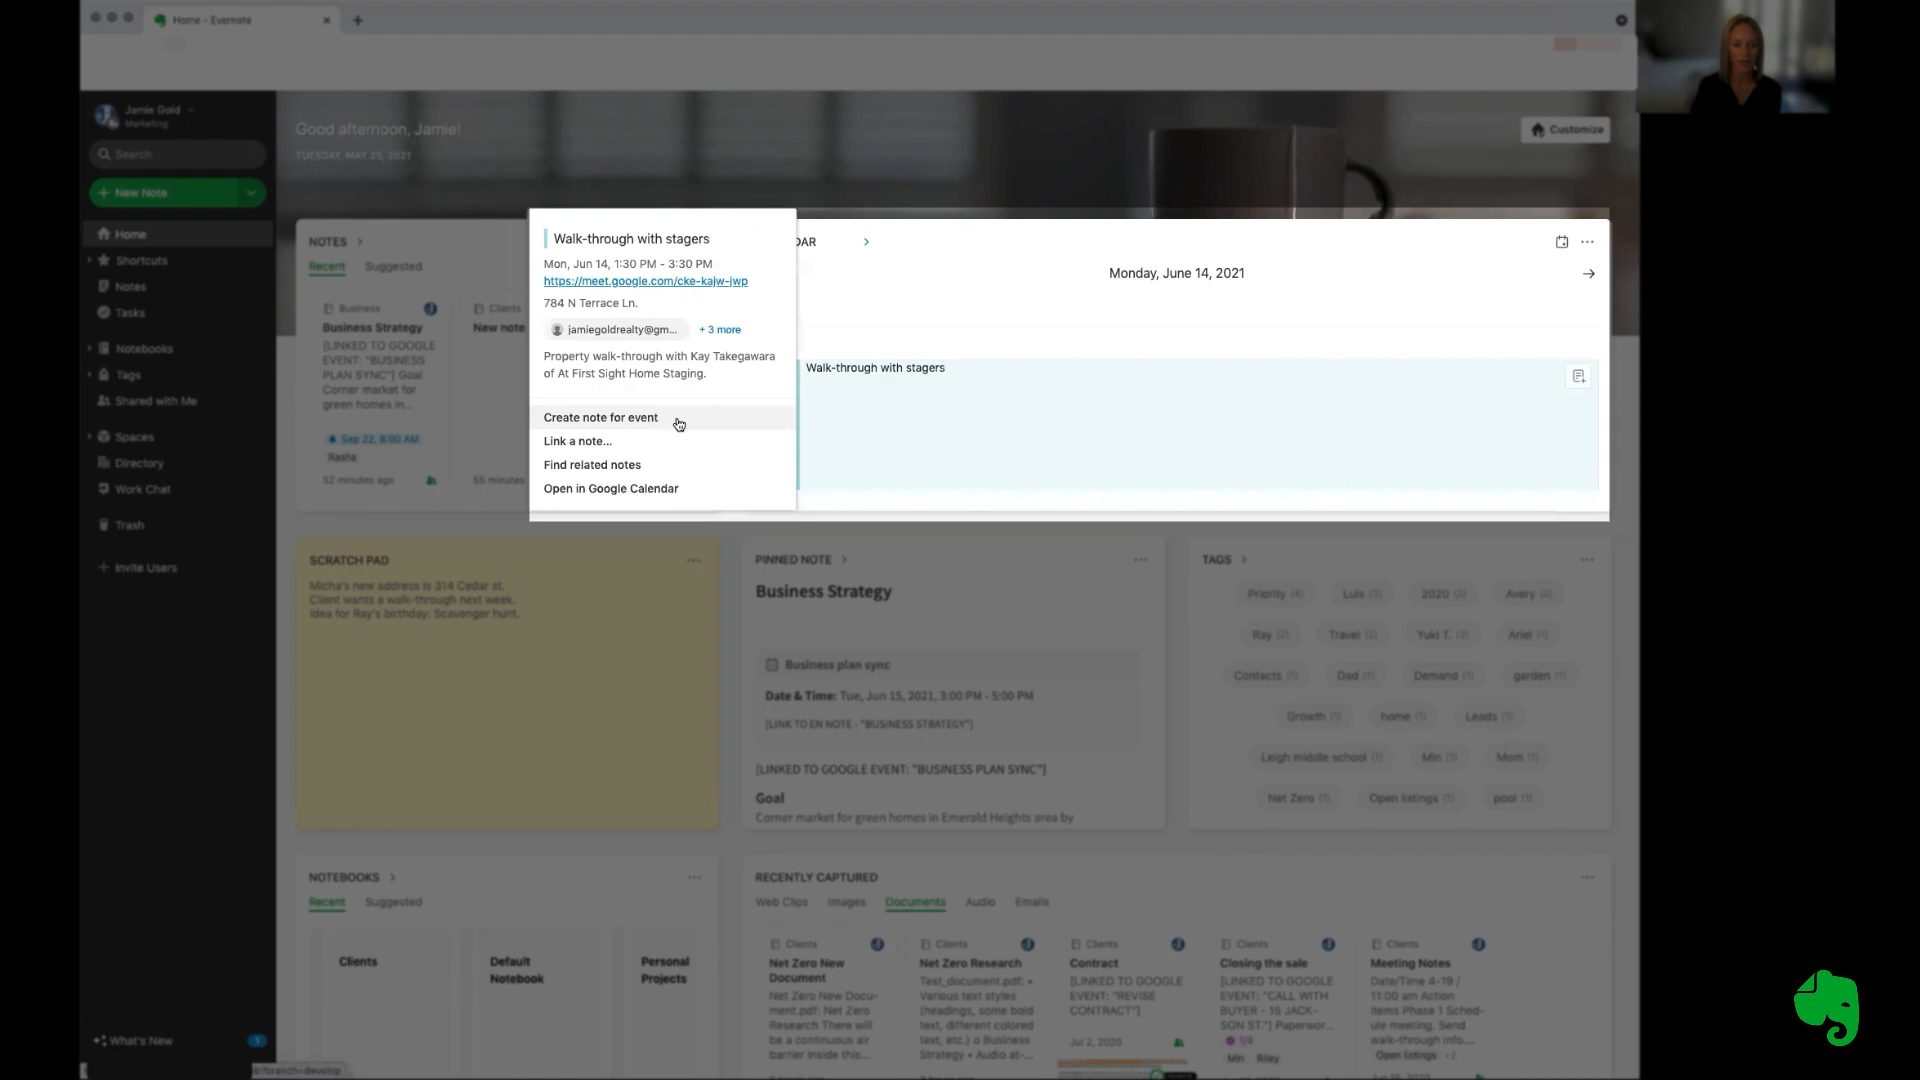 Home - Evernote
Jamie Gold
Marketing
Search
New Note
Home
Shortcuts
Notes
Tasks
Notebooks
Tags
Shared with Me
Spaces
Directory
Work Chat
Trash
Invite Users
What's New
1
b?branch=develop
Good afternoon, Jamie!
TUESDAY, MAY 25, 2021
Customize
NOTES
Recent Suggested
Business
Business Strategy
[LINKED TO GOOGLE
EVENT: "BUSINESS
PLAN SYNC"] Goal
Corner market for
green homes in...
Sep 22, 8:00 AM
Rasha
52 minutes ago
Clients
New note
55 minutes
Walk-through with stagers
Mon, Jun 14, 1:30 PM - 3:30 PM
https://meet.google.com/cke-kajw-jwp
784 N Terrace Ln.
jamiegoldrealty@gm... + 3 more
Property walk-through with Kay Takegawara
of At First Sight Home Staging.
Create note for event
Link a note...
Find related notes
Open in Google Calendar
DAR
Monday, June 14, 2021
Walk-through with stagers
SCRATCH PAD
Micha's new address is 314 Cedar st.
Client wants a walk-through next week.
Idea for Ray's birthday: Scavenger hunt.
PINNED NOTE
Business Strategy
Business plan sync
Date & Time: Tue, Jun 15, 2021, 3:00 PM - 5:00 PM
[LINK TO EN NOTE - "BUSINESS STRATEGY"]
[LINKED TO GOOGLE EVENT: "BUSINESS PLAN SYNC"]
Goal
Corner market for green homes in Emerald Heights area by
TAGS
Priority (4) Luis (3) 2020 (2) Avery (2)
Ray (2) Travel (2) Yuki T. (2) Ariel (1)
Contacts (1) Dad (1) Demand (1) garden (1)
Growth (1) home (1) Leads (1)
Leigh middle school (1) Min (1) Mom (1)
Net Zero (1) Open listings (1) pool (1)
NOTEBOOKS
Recent Suggested
Clients
Default
Notebook
Personal
Projects
RECENTLY CAPTURED
Web Clips Images Documents Audio Emails
Clients
Net Zero New
Document
Net Zero New Docu-
ment.pdf: Net Zero
Research There will
be a continuous air
barrier inside this...
Clients
Net Zero Research
Test_document.pdf: •
Various text styles
(headings, some bold
text, different colored
text, etc.) o Business
Strategy • Audio at-...
Clients
Contract
[LINKED TO GOOGLE
EVENT: "REVISE
CONTRACT"]
Jul 2, 2020
Clients
Closing the sale
[LINKED TO GOOGLE
EVENT: "CALL WITH
BUYER - 15 JACK-
SON ST."] Paperwor...
1/4
Min Riley
Clients
Meeting Notes
Date/Time 4-19 /
11:00 am Action
Items Phase 1 Sched-
ule meeting. Send
walk-through info....
Open listings +2